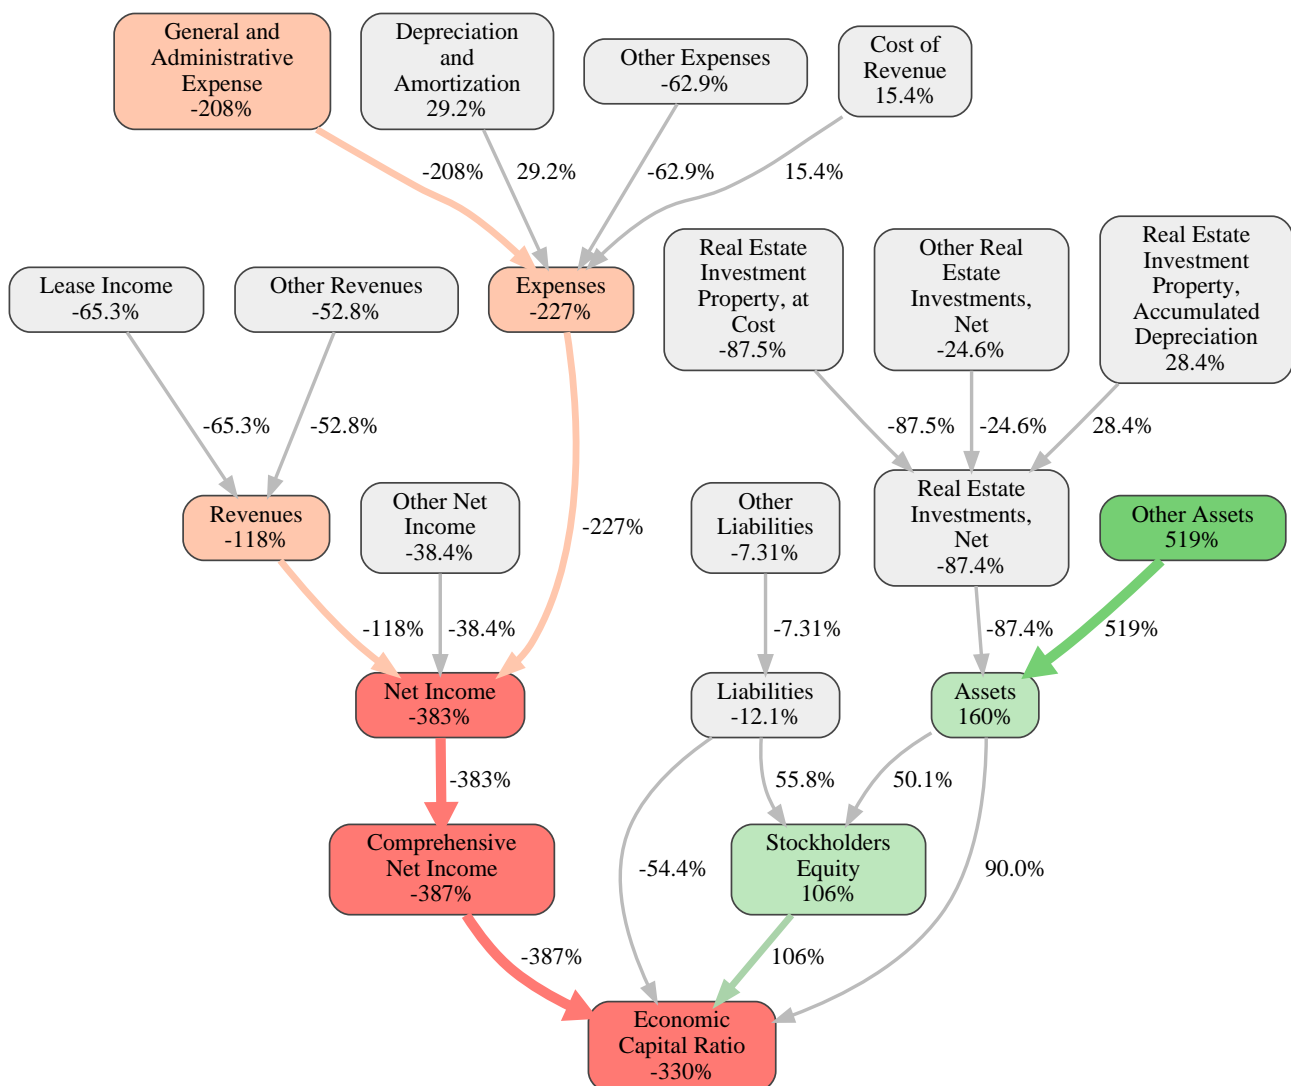 General and
Administrative
Expense
-208%
Depreciation
and
Amortization
29.2%
Other Expenses
-62.9%
Cost of
Revenue
15.4%
-208%
29.2%
-62.9%
15.4%
Lease Income
-65.3%
Other Revenues
-52.8%
Expenses
-227%
Real Estate
Investment
Property, at
Cost
-87.5%
Other Real
Estate
Investments,
Net
-24.6%
Real Estate
Investment
Property,
Accumulated
Depreciation
28.4%
-65.3%
-52.8%
-87.5%
-24.6%
28.4%
Revenues
-118%
Other Net
Income
-38.4%
-227%
Other
Liabilities
-7.31%
Real Estate
Investments,
Net
-87.4%
Other Assets
519%
-118%
-38.4%
-7.31%
-87.4%
519%
Net Income
-383%
Liabilities
-12.1%
Assets
160%
-383%
55.8%
50.1%
Comprehensive
Net Income
-387%
-54.4%
Stockholders
Equity
106%
90.0%
-387%
106%
Economic
Capital Ratio
-330%